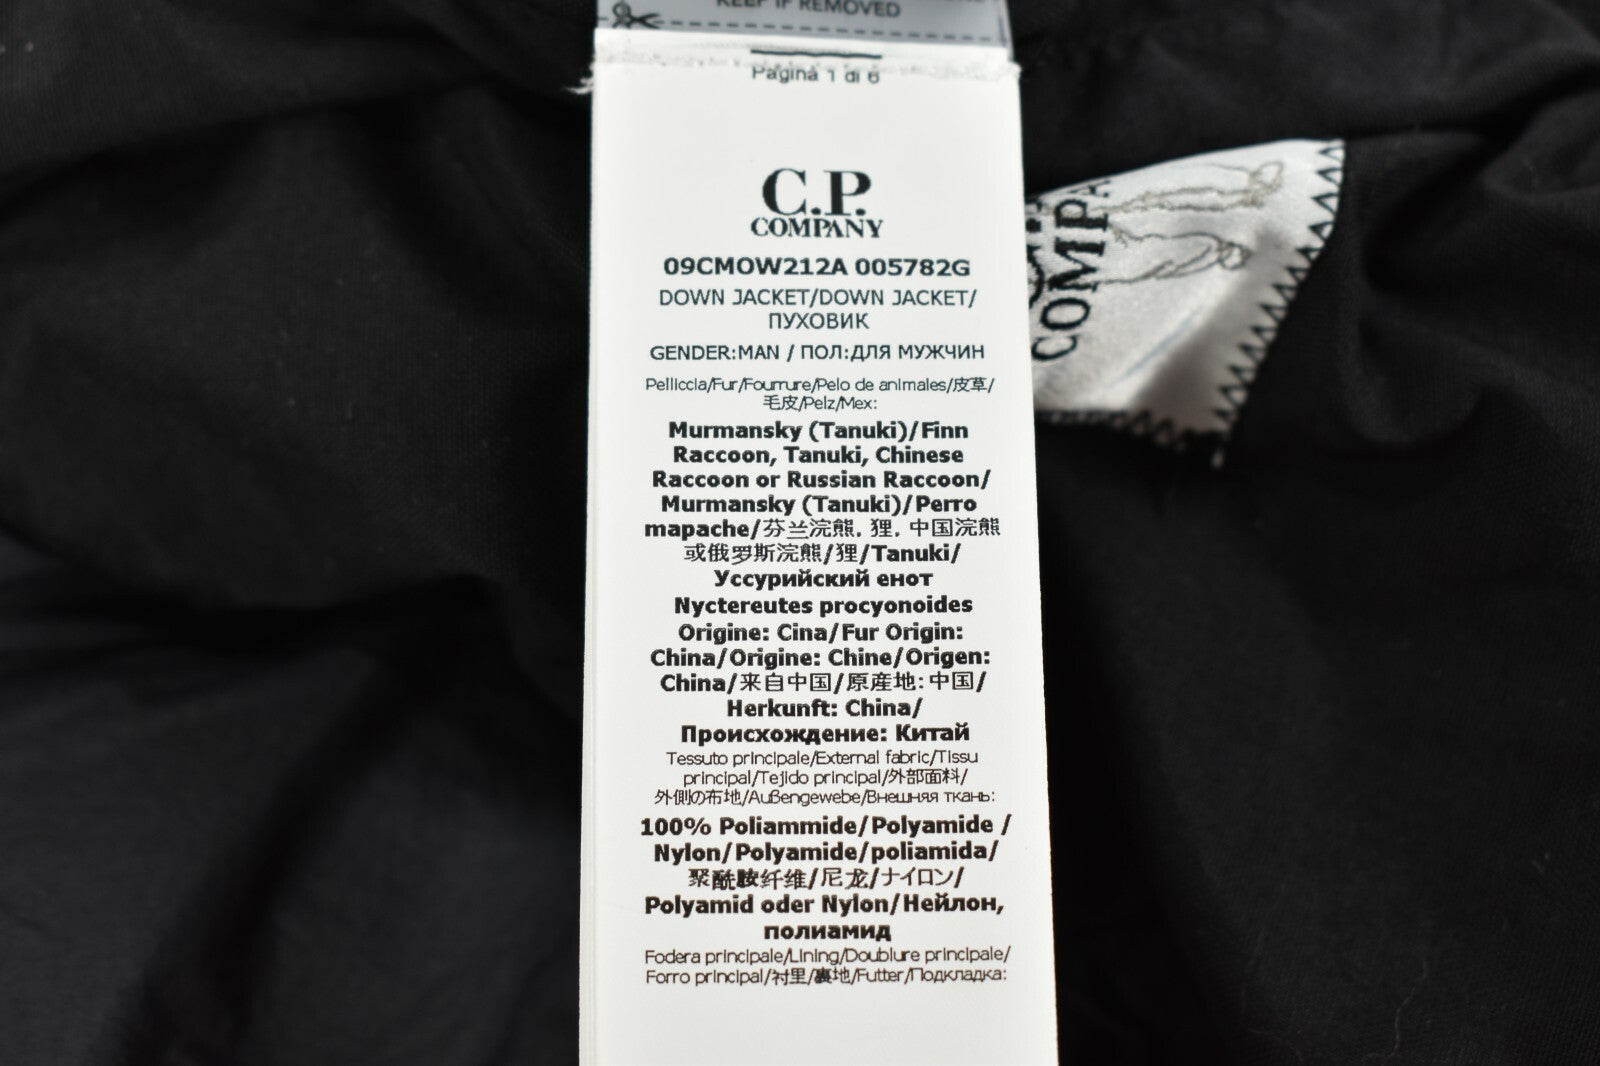 KEEP IF REMOVED
Pagina 1 di 6
C.P.
COMPANY
09CMOW212A 005782G
DOWN JACKET/DOWN JACKET/
ПУХОВИК
GENDER:MAN / ПОЛ:ДЛЯ МУЖЧИН
Pelliccia/Fur/Fourrure/Pelo de animales/皮草/
毛皮/Pelz/Mex:
Murmansky (Tanuki)/Finn
Raccoon, Tanuki, Chinese
Raccoon or Russian Raccoon/
Murmansky (Tanuki)/Perro
mapache/芬兰浣熊, 狸, 中国浣熊
或俄罗斯浣熊/狸/Tanuki/
Уссурийский енот
Nyctereutes procyonoides
Origine: Cina/Fur Origin:
China/Origine: Chine/Origen:
China/来自中国/原産地:中国/
Herkunft: China/
Происхождение: Китай
Tessuto principale/External fabric/Tissu
principal/Tejido principal/外部面料/
外側の布地/Außengewebe/Внешняя ткань:
100% Poliammide/Polyamide /
Nylon/Polyamide/poliamida/
聚酰胺纤维/尼龙/ナイロン/
Polyamid oder Nylon/Нейлон,
полиамид
Fodera principale/Lining/Doublure principale/
Forro principal/衬里/裏地/Futter/Подкладка:
COMPA